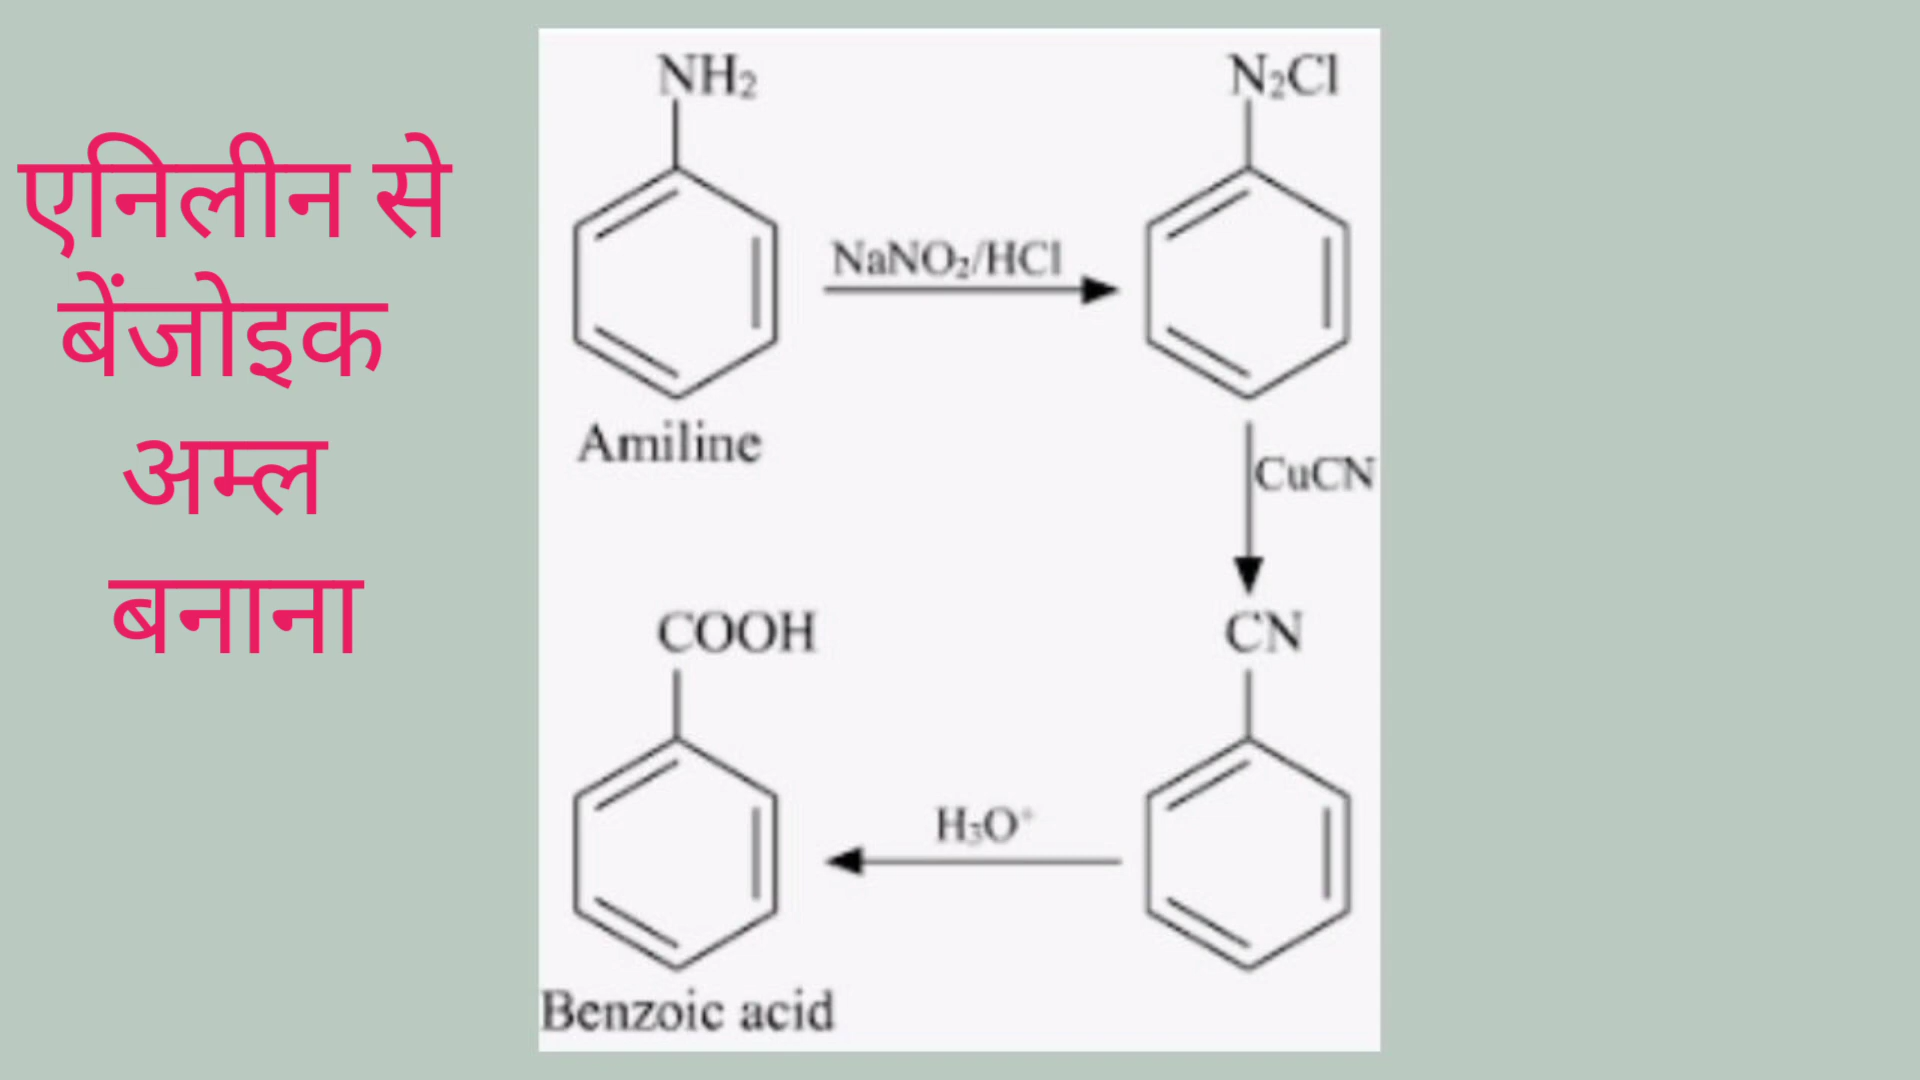 एनिलीन से
बेंजोइक
अम्ल
बनाना
NH₂
N₂Cl
NaNO₂/HCl
Amiline
CuCN
COOH
CN
H₃O⁺
Benzoic acid